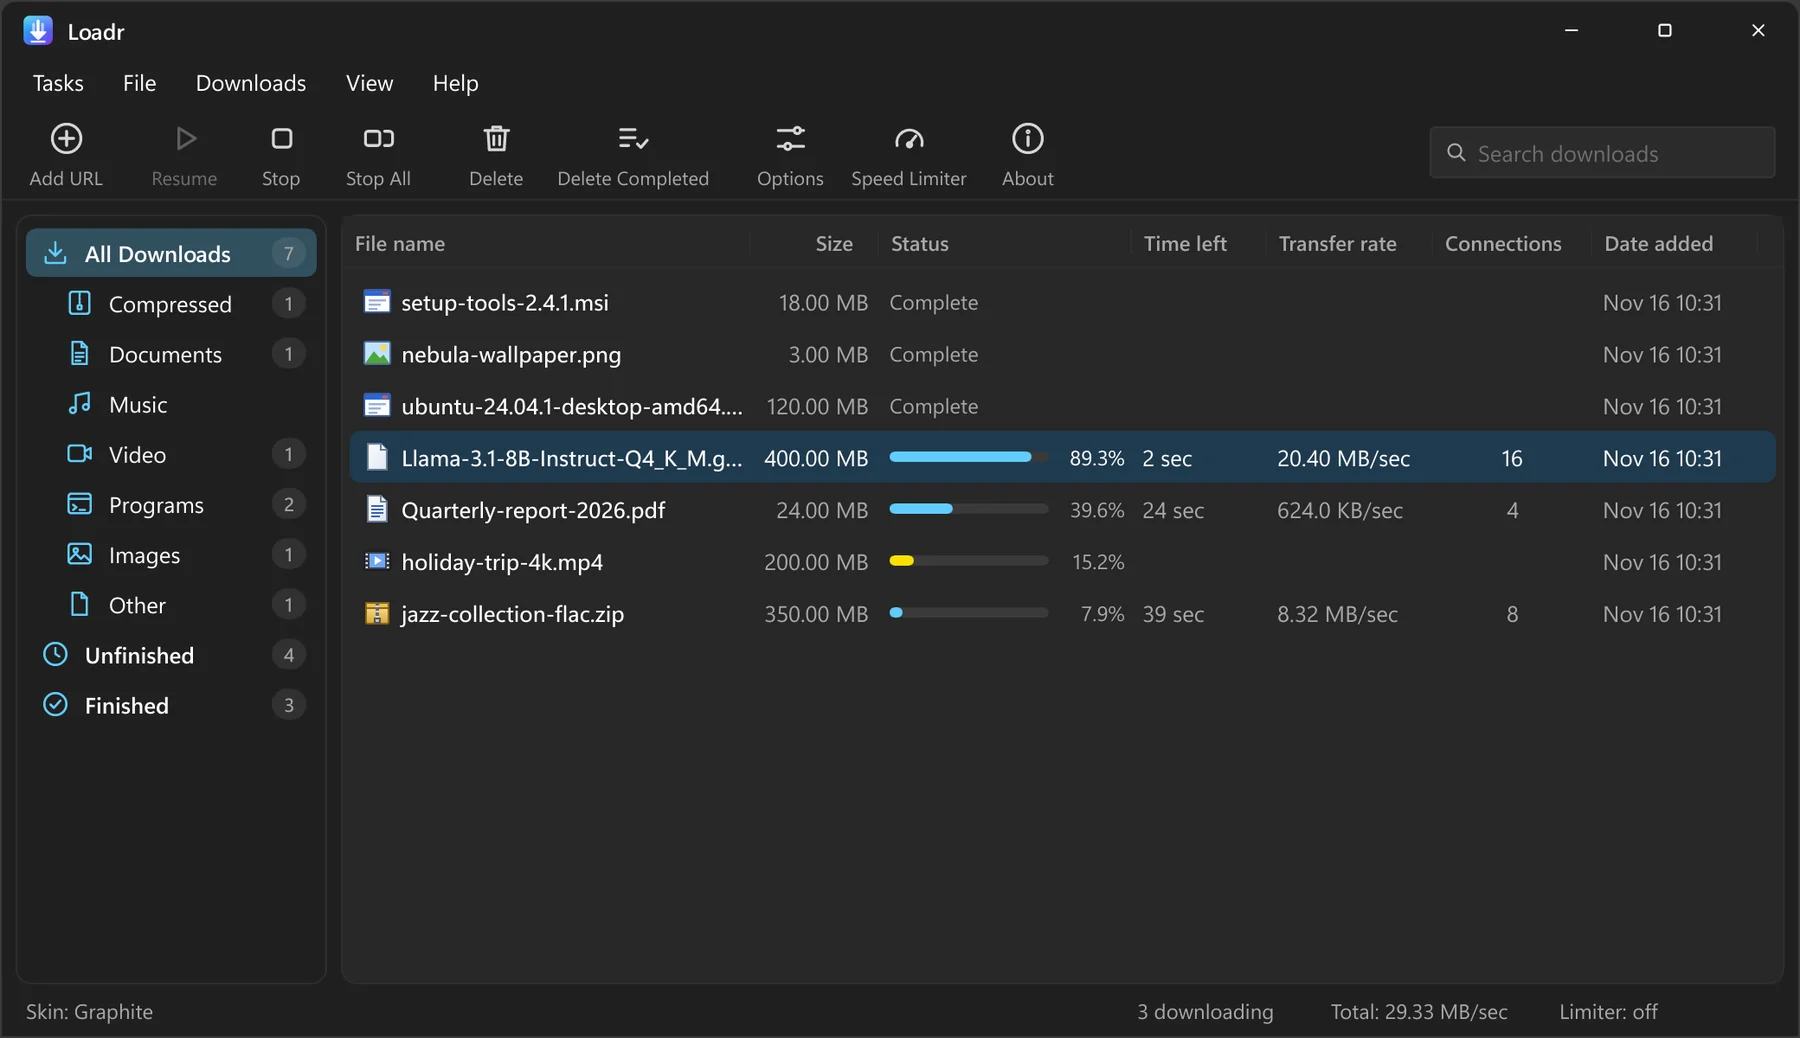 Loadr
Tasks File Downloads View Help
Add URL Resume Stop Stop All Delete Delete Completed Options Speed Limiter About Search downloads
All Downloads 7
Compressed 1
Documents 1
Music
Video 1
Programs 2
Images 1
Other 1
Unfinished 4
Finished 3
File name Size Status Time left Transfer rate Connections Date added
setup-tools-2.4.1.msi 18.00 MB Complete Nov 16 10:31
nebula-wallpaper.png 3.00 MB Complete Nov 16 10:31
ubuntu-24.04.1-desktop-amd64.... 120.00 MB Complete Nov 16 10:31
Llama-3.1-8B-Instruct-Q4_K_M.g... 400.00 MB 89.3% 2 sec 20.40 MB/sec 16 Nov 16 10:31
Quarterly-report-2026.pdf 24.00 MB 39.6% 24 sec 624.0 KB/sec 4 Nov 16 10:31
holiday-trip-4k.mp4 200.00 MB 15.2% Nov 16 10:31
jazz-collection-flac.zip 350.00 MB 7.9% 39 sec 8.32 MB/sec 8 Nov 16 10:31
Skin: Graphite 3 downloading Total: 29.33 MB/sec Limiter: off